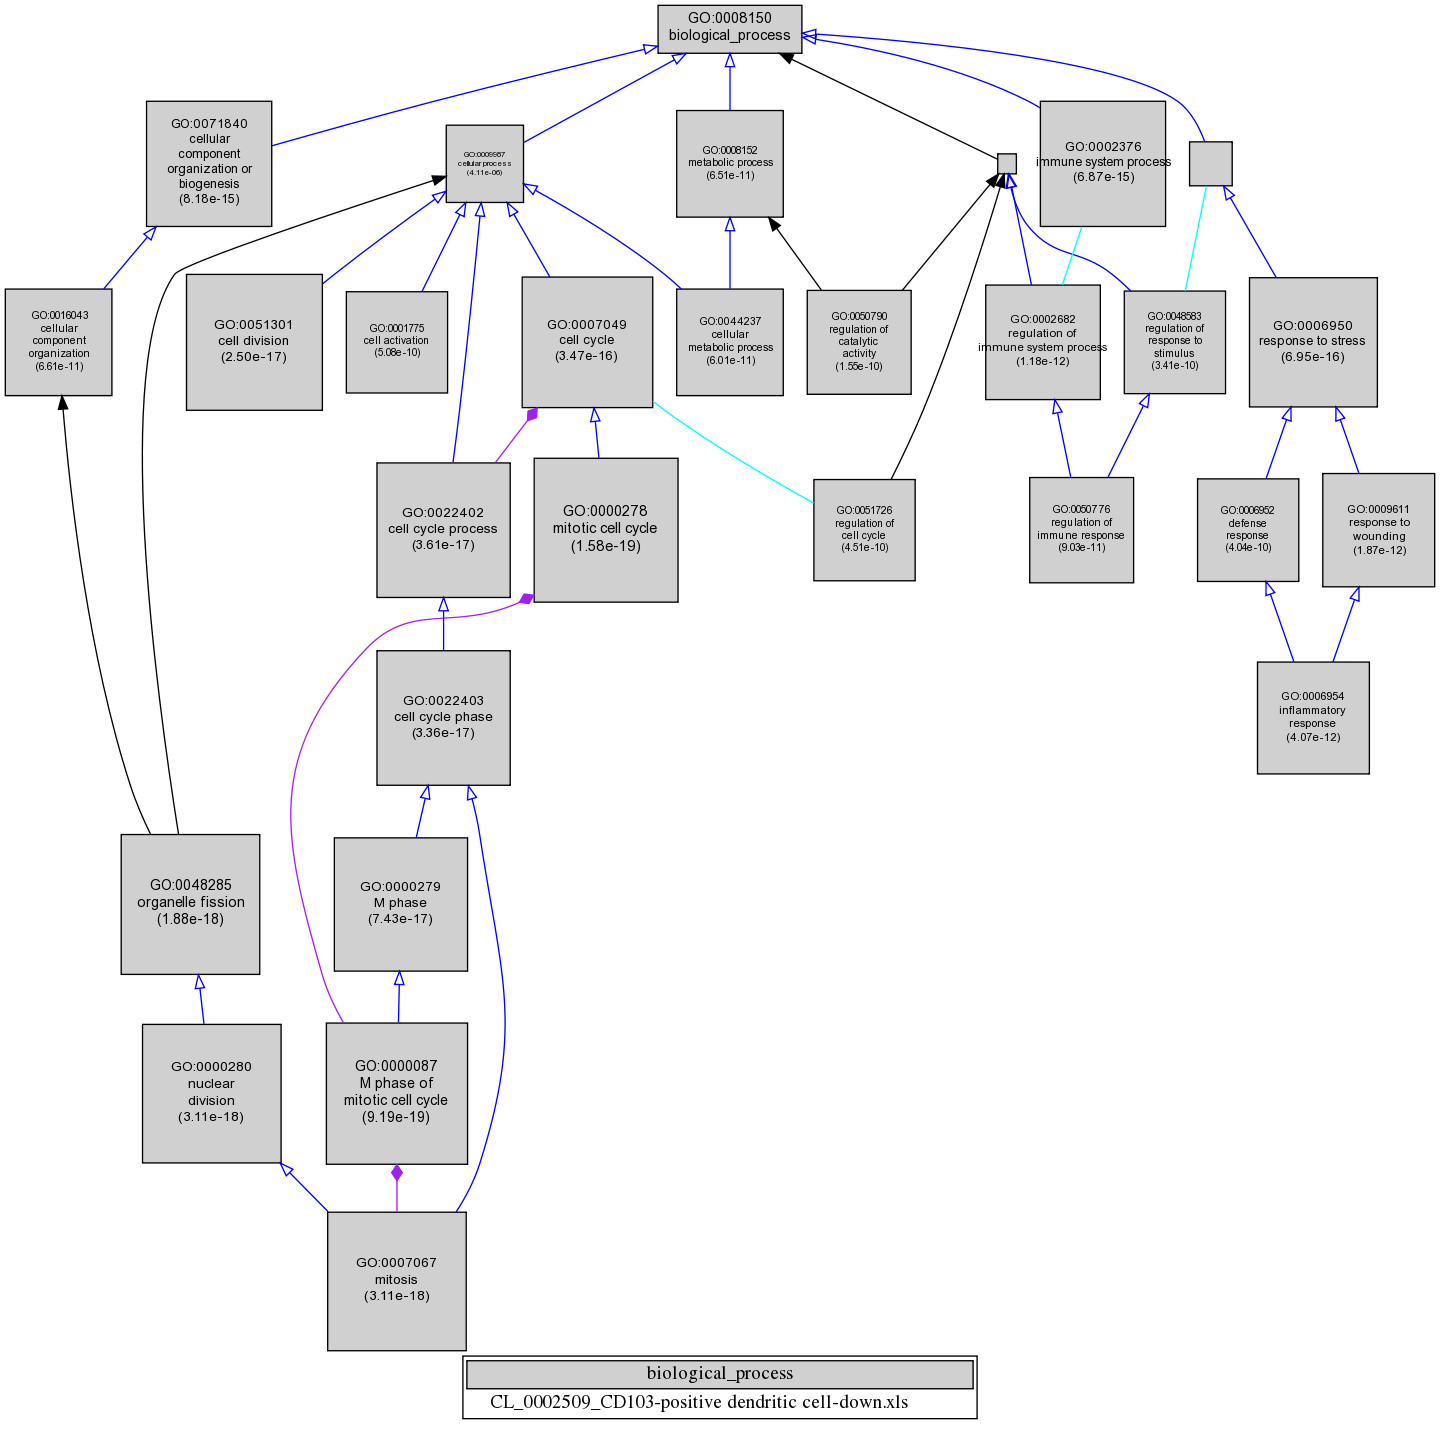 GO:0008150
biological_process
GO:0071840
cellular
component
organization or
biogenesis
(8.18e-15)
GO:0009987
cellular process
(4.11e-06)
GO:0008152
metabolic process
(6.51e-11)
GO:0002376
immune system process
(6.87e-15)
GO:0016043
cellular
component
organization
(6.61e-11)
GO:0051301
cell division
(2.50e-17)
GO:0001775
cell activation
(5.08e-10)
GO:0007049
cell cycle
(3.47e-16)
GO:0044237
cellular
metabolic process
(6.01e-11)
GO:0050790
regulation of
catalytic
activity
(1.55e-10)
GO:0002682
regulation of
immune system process
(1.18e-12)
GO:0048583
regulation of
response to
stimulus
(3.41e-10)
GO:0006950
response to stress
(6.95e-16)
GO:0022402
cell cycle process
(3.61e-17)
GO:0000278
mitotic cell cycle
(1.58e-19)
GO:0051726
regulation of
cell cycle
(4.51e-10)
GO:0050776
regulation of
immune response
(9.03e-11)
GO:0006952
defense
response
(4.04e-10)
GO:0009611
response to
wounding
(1.87e-12)
GO:0022403
cell cycle phase
(3.36e-17)
GO:0006954
inflammatory
response
(4.07e-12)
GO:0048285
organelle fission
(1.88e-18)
GO:0000279
M phase
(7.43e-17)
GO:0000280
nuclear
division
(3.11e-18)
GO:0000087
M phase of
mitotic cell cycle
(9.19e-19)
GO:0007067
mitosis
(3.11e-18)
biological_process
CL_0002509_CD103-positive dendritic cell-down.xls